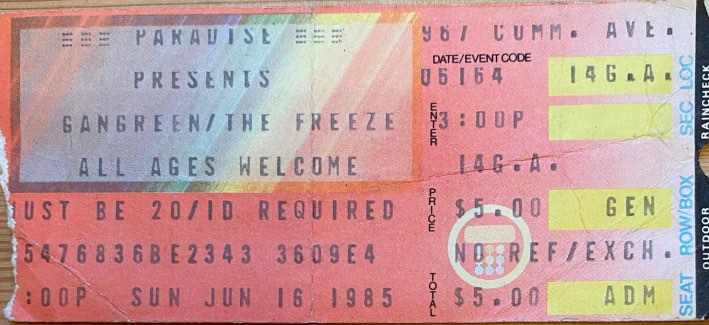 PARADISE
PRESENTS
GANGREEN/THE FREEZE
ALL AGES WELCOME
UST BE 20/ID REQUIRED
5476836BE2343 3609E4
:00P SUN JUN 16 1985
967 COMM. AVE.
DATE/EVENT CODE
06164 14G.A.
ENTER
3:00P
14G.A.
PRICE
$5.00 GEN
NO REF/EXCH.
TOTAL
$5.00 ADM
SEC LOC
ROW/BOX
SEAT
RAINCHECK
OUTDOOR